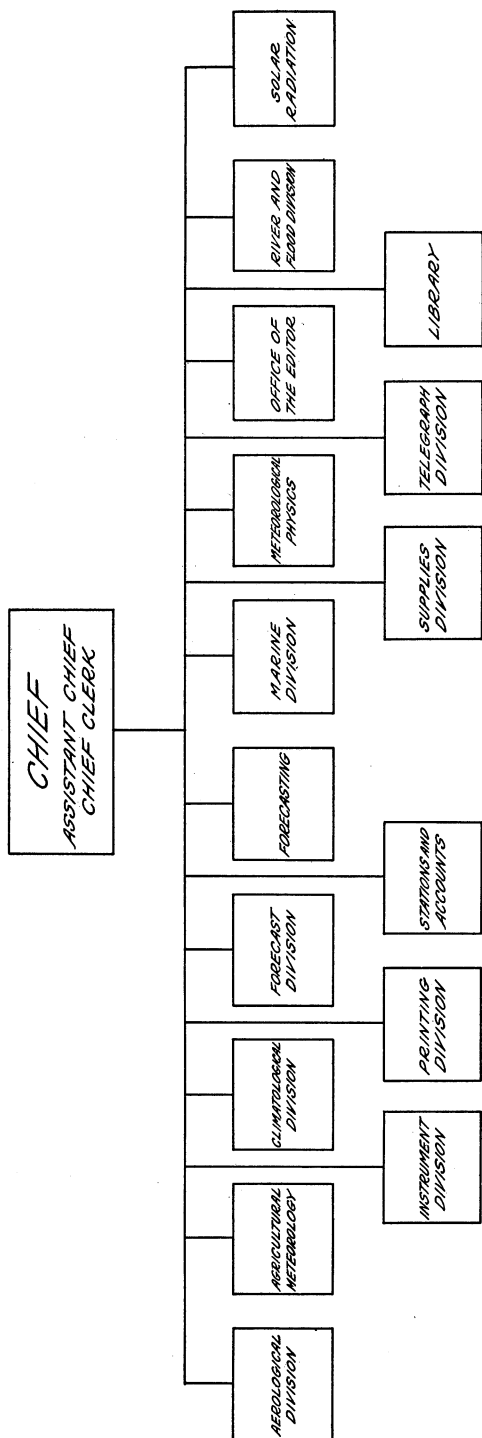 CHIEF
ASSISTANT CHIEF
CHIEF CLERK
AEROLOGICAL
DIVISION
AGRICULTURAL
METEOROLOGY
CLIMATOLOGICAL
DIVISION
FORECAST
DIVISION
FORECASTING
MARINE
DIVISION
METEOROLOGICAL
PHYSICS
OFFICE OF
THE EDITOR
RIVER AND
FLOOD DIVISION
SOLAR
RADIATION
INSTRUMENT
DIVISION
PRINTING
DIVISION
STATIONS AND
ACCOUNTS
SUPPLIES
DIVISION
TELEGRAPH
DIVISION
LIBRARY